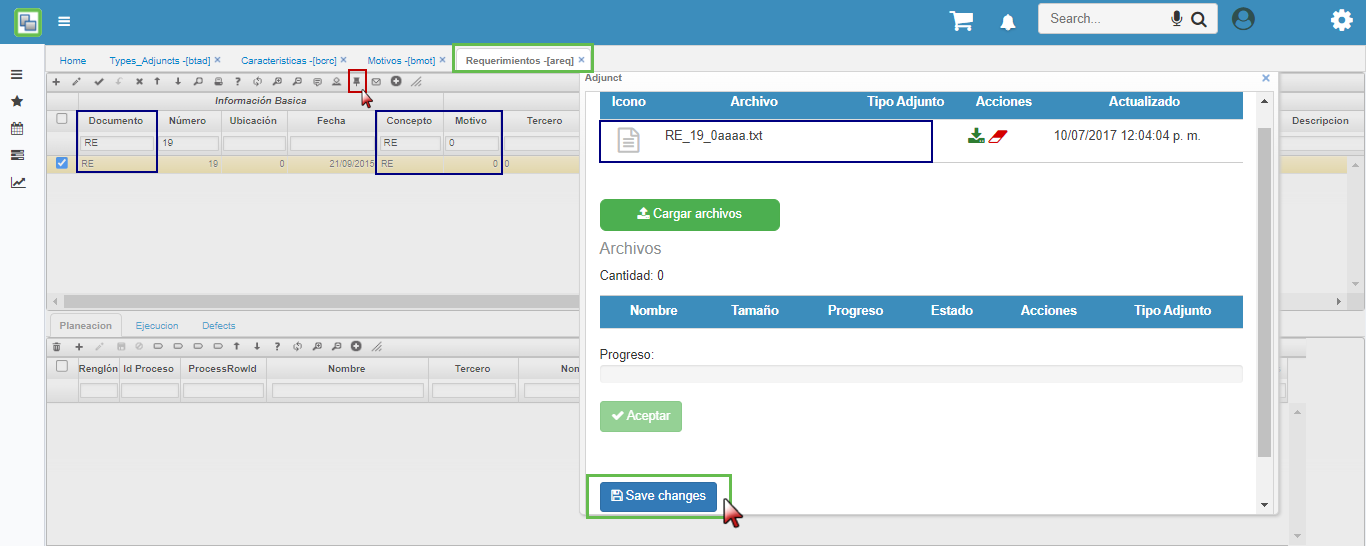 Search...
Home
Types_Adjuncts -[btad] ×
Caracteristicas -[bcrc] ×
Motivos -[bmot] ×
Requerimientos -[areq] ×
Información Basica
Documento Número Ubicación Fecha Concepto Motivo Tercero
RE 19 RE 0
RE 19 0 21/09/2015 RE 0 0
Descripcion
Planeacion Ejecucion Defects
Renglón Id Proceso ProcessRowId Nombre Tercero Non
Adjunct ×
Icono Archivo Tipo Adjunto Acciones Actualizado
RE_19_0aaaa.txt 10/07/2017 12:04:04 p. m.
Cargar archivos
Archivos
Cantidad: 0
Nombre Tamaño Progreso Estado Acciones Tipo Adjunto
Progreso:
Aceptar
Save changes